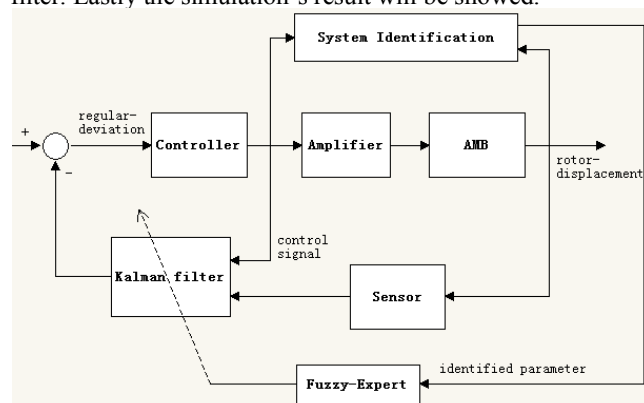 filter. Lastly the simulation's result will be showed.
System Identification
regular-
deviation
+
-
Controller
Amplifier
AMB
rotor-
displacement
control
signal
Kalman filter
Sensor
identified parameter
Fuzzy-Expert